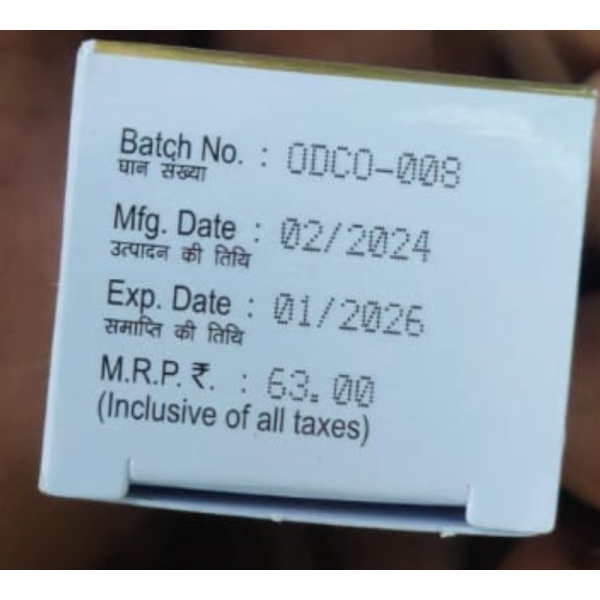 Batch No. : ODCO-008
घान संख्या
Mfg. Date : 02/2024
उत्पादन की तिथि
Exp. Date : 01/2026
समाप्ति की तिथि
M.R.P. ₹. : 63.00
(Inclusive of all taxes)